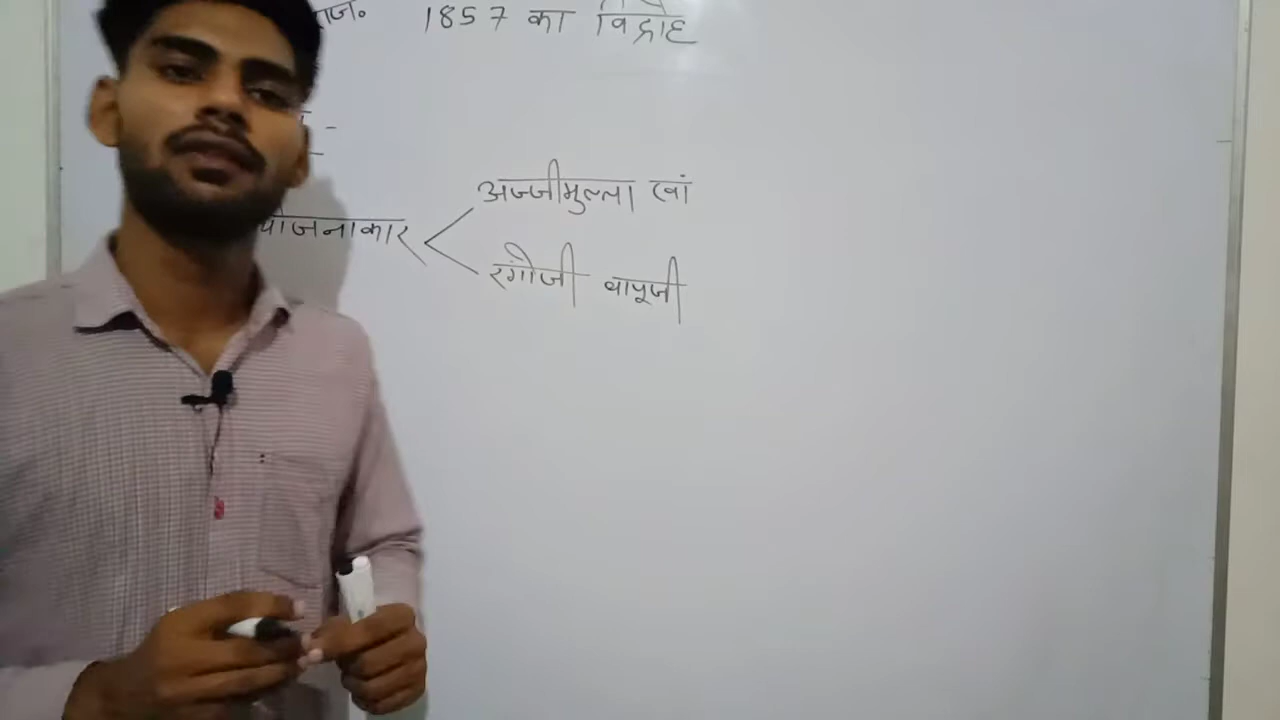 राज. 1857 का विद्रोह
योजनाकार
अज्जीमुल्ला खां
रंगोजी बापूजी